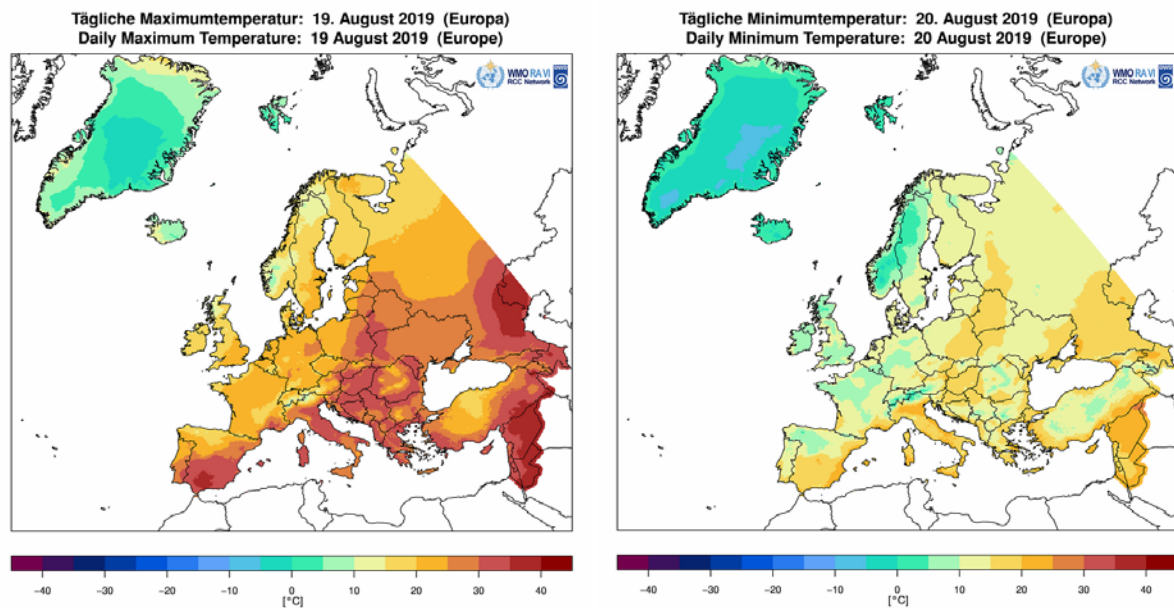 Tägliche Maximumtemperatur: 19. August 2019 (Europa)
Daily Maximum Temperature: 19 August 2019 (Europe)
WMO RA VI
RCC Network
−40 −30 −20 −10 0 10 20 30 40
[°C]
Tägliche Minimumtemperatur: 20. August 2019 (Europa)
Daily Minimum Temperature: 20 August 2019 (Europe)
WMO RA VI
RCC Network
−40 −30 −20 −10 0 10 20 30 40
[°C]